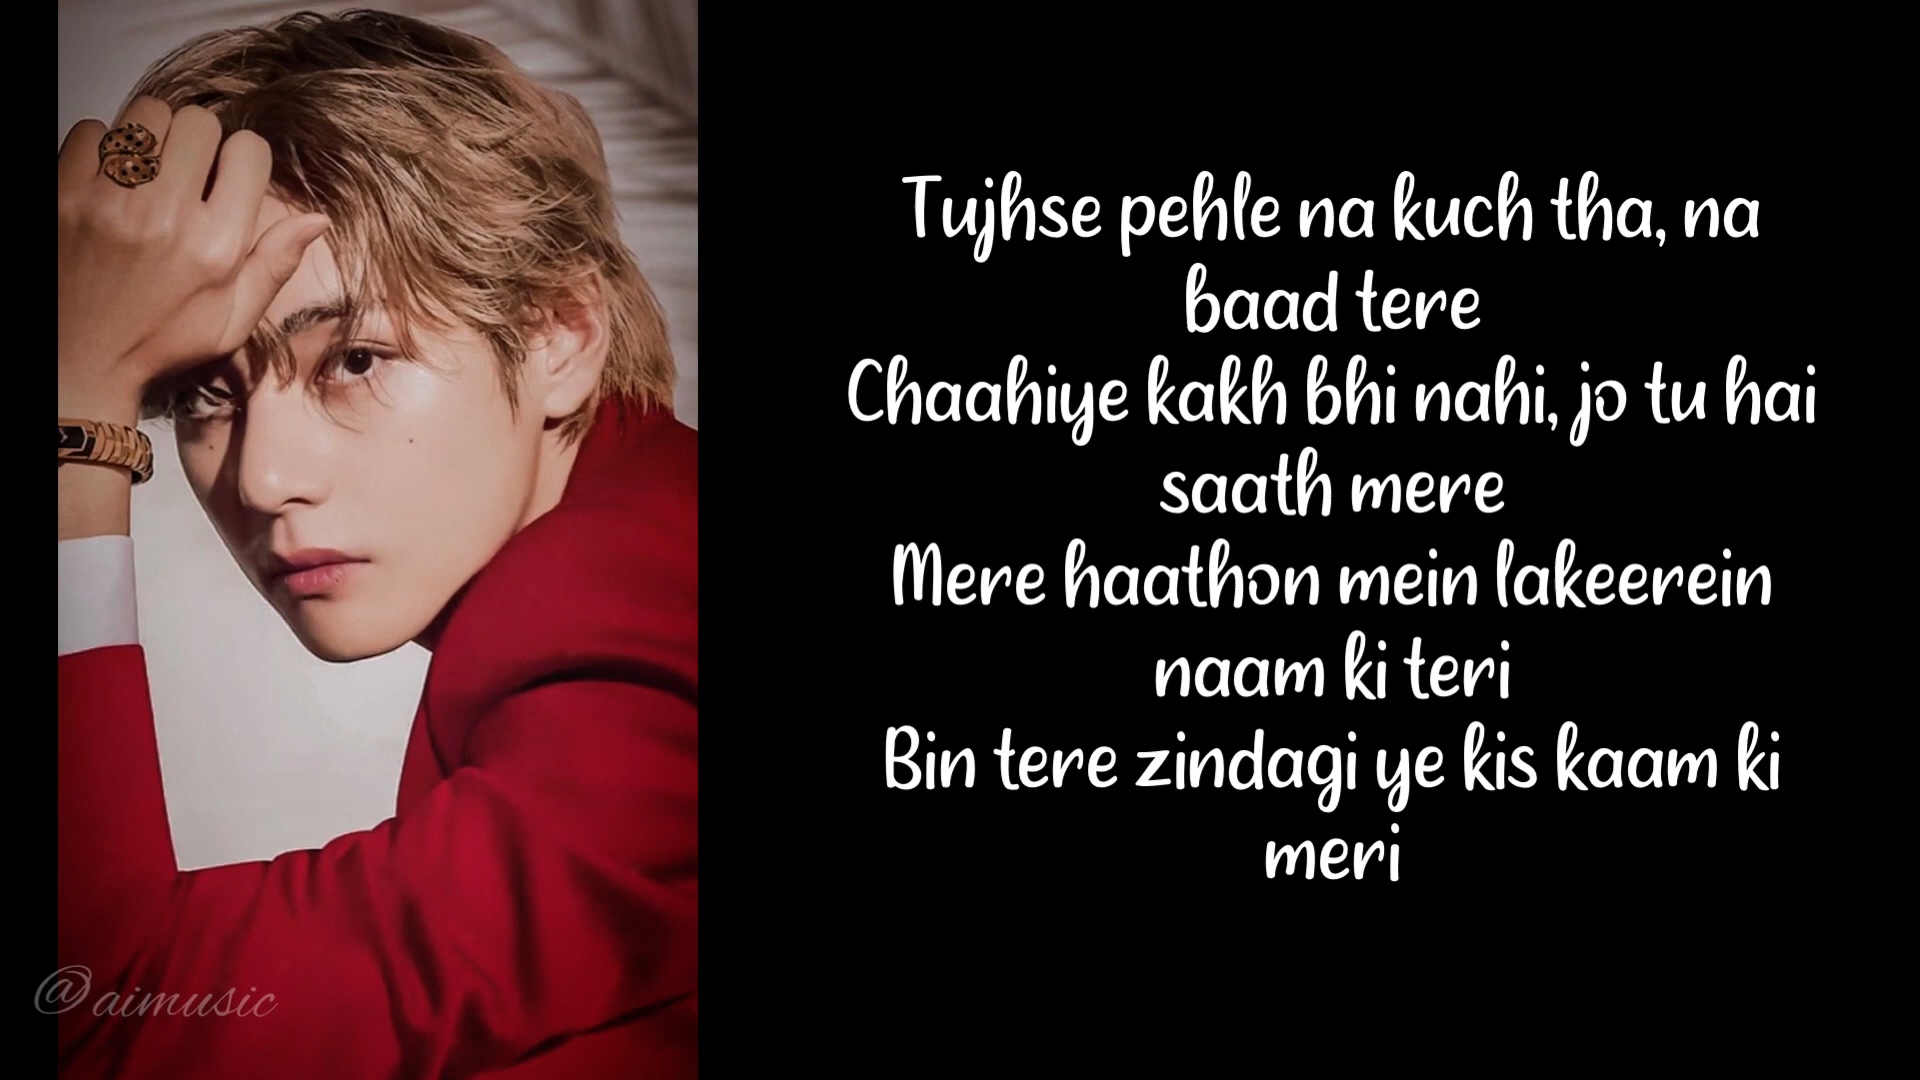 Tujhse pehle na kuch tha, na
baad tere
Chaahiye kakh bhi nahi, jo tu hai
saath mere
Mere haathon mein lakeerein
naam ki teri
Bin tere zindagi ye kis kaam ki
meri
@aimusic